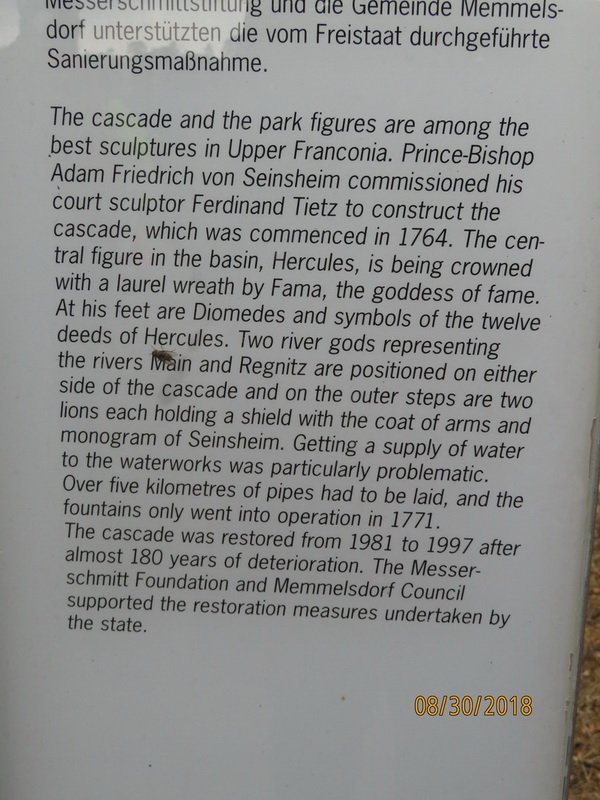 Messerschmittstiftung und die Gemeinde Memmels-
dorf unterstützten die vom Freistaat durchgeführte
Sanierungsmaßnahme.
The cascade and the park figures are among the
best sculptures in Upper Franconia. Prince-Bishop
Adam Friedrich von Seinsheim commissioned his
court sculptor Ferdinand Tietz to construct the
cascade, which was commenced in 1764. The cen-
tral figure in the basin, Hercules, is being crowned
with a laurel wreath by Fama, the goddess of fame.
At his feet are Diomedes and symbols of the twelve
deeds of Hercules. Two river gods representing
the rivers Main and Regnitz are positioned on either
side of the cascade and on the outer steps are two
lions each holding a shield with the coat of arms and
monogram of Seinsheim. Getting a supply of water
to the waterworks was particularly problematic.
Over five kilometres of pipes had to be laid, and the
fountains only went into operation in 1771.
The cascade was restored from 1981 to 1997 after
almost 180 years of deterioration. The Messer-
schmitt Foundation and Memmelsdorf Council
supported the restoration measures undertaken by
the state.
08/30/2018